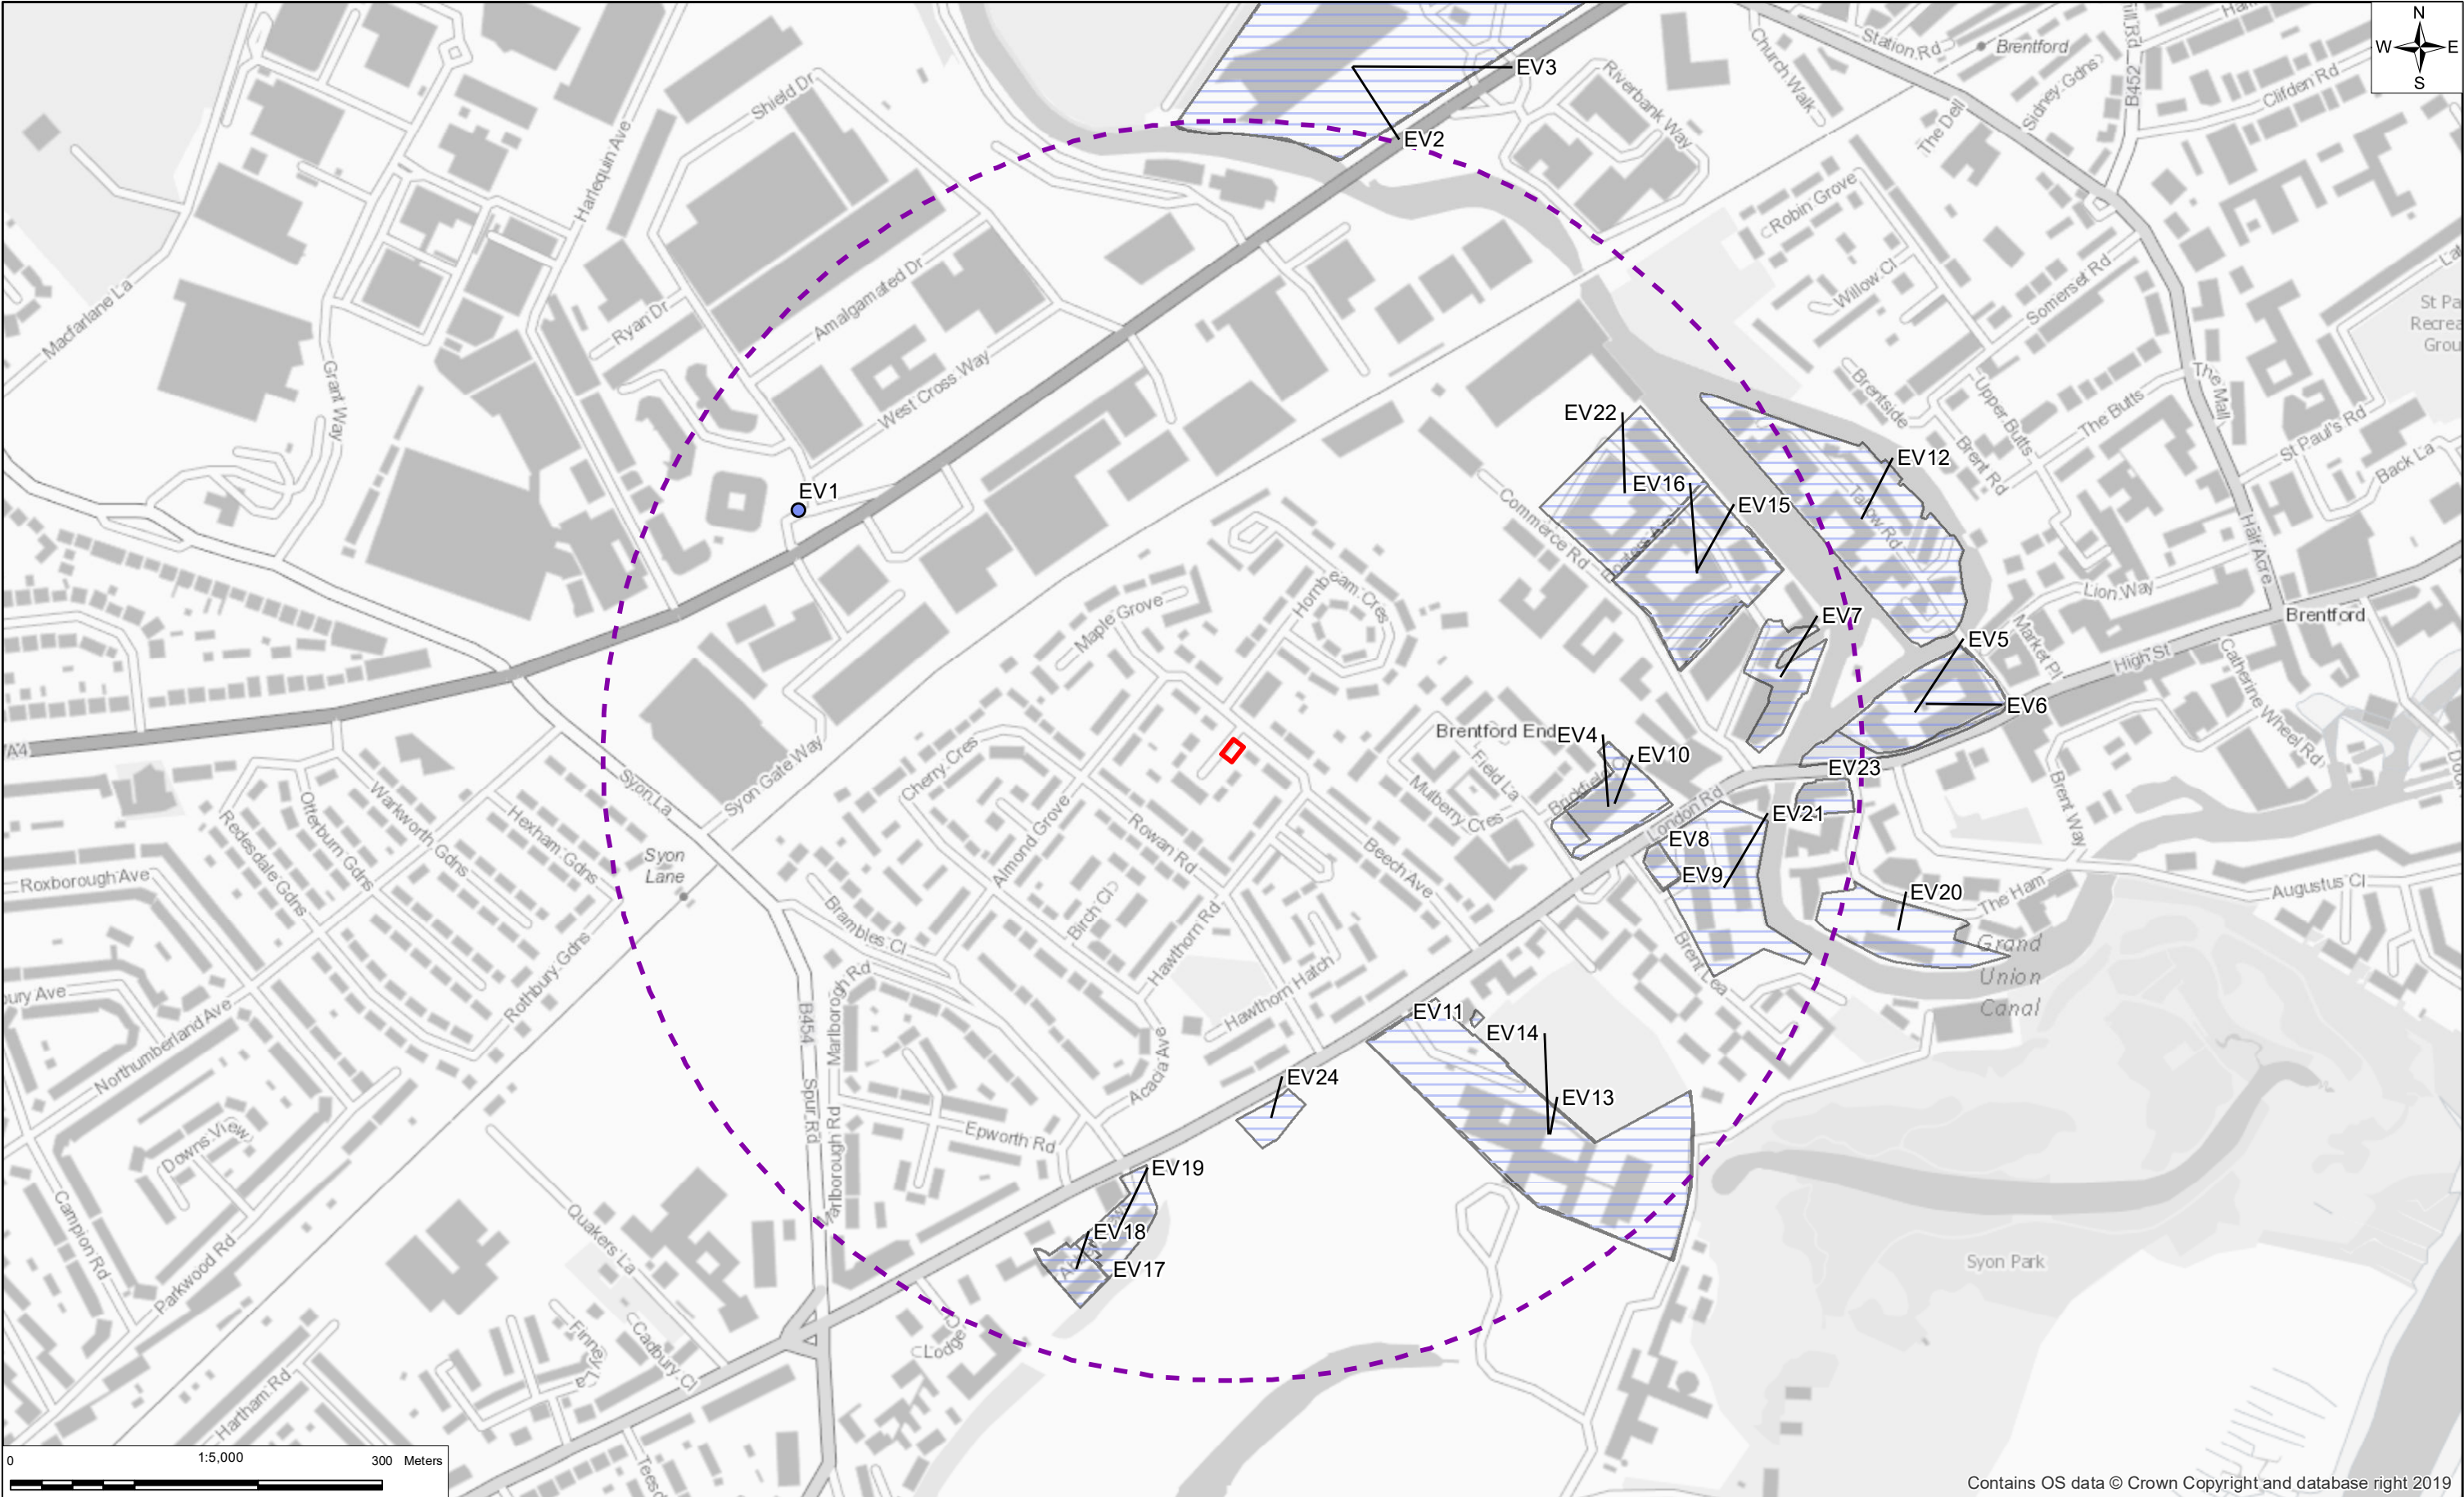 N
W E
S
Station Rd
Brentford
Church Walk
Riverbank Way
The Dell
Sidney Gdns
B452
Clifden Rd
EV3
EV2
Shield Dr
Harlequin Ave
Robin Grove
Willow Cl
Somerset Rd
Macfarlane La
Ryan Dr
Amalgamated Dr
West Cross Way
Grant Way
The Mall
Brentside
Upper Butts
The Butts
St Paul's Rd
Back La
Brent Rd
EV1
EV22
EV16
EV15
EV12
Commerce Rd
Half Acre
Hornbeam Cres
Maple Grove
Lion Way
Market Pl
High St
Brentford
Catherine Wheel Rd
EV7
EV5
EV6
A4
Brentford End
EV4
EV10
EV23
Cherry Cres
Syon Gate Way
Syon La
Field La
Mulberry Cres
London Rd
Brent Way
Otterburn Gdns
Warkworth Gdns
Hexham Gdns
Redesdale Gdns
Almond Grove
Rowan Rd
Beech Ave
EV21
EV8
EV9
EV20
Syon
Lane
Roxborough Ave
The Ham
Augustus Cl
Birch Cl
Brambles Cl
Hawthorn Rd
Brent Lea
Grand
Union
Canal
Rothbury Gdns
Marlborough Rd
Hawthorn Hatch
bury Ave
Northumberland Ave
B454
Spur Rd
Acacia Ave
EV11
EV14
EV13
EV24
Downs View
Epworth Rd
Marlborough Rd
EV19
EV18
EV17
Campion Rd
Parkwood Rd
Quakers La
Syon Park
Finney La
Cadbury Cl
Lodge
Hartham Rd
0 1:5,000 300 Meters
Contains OS data © Crown Copyright and database right 2019